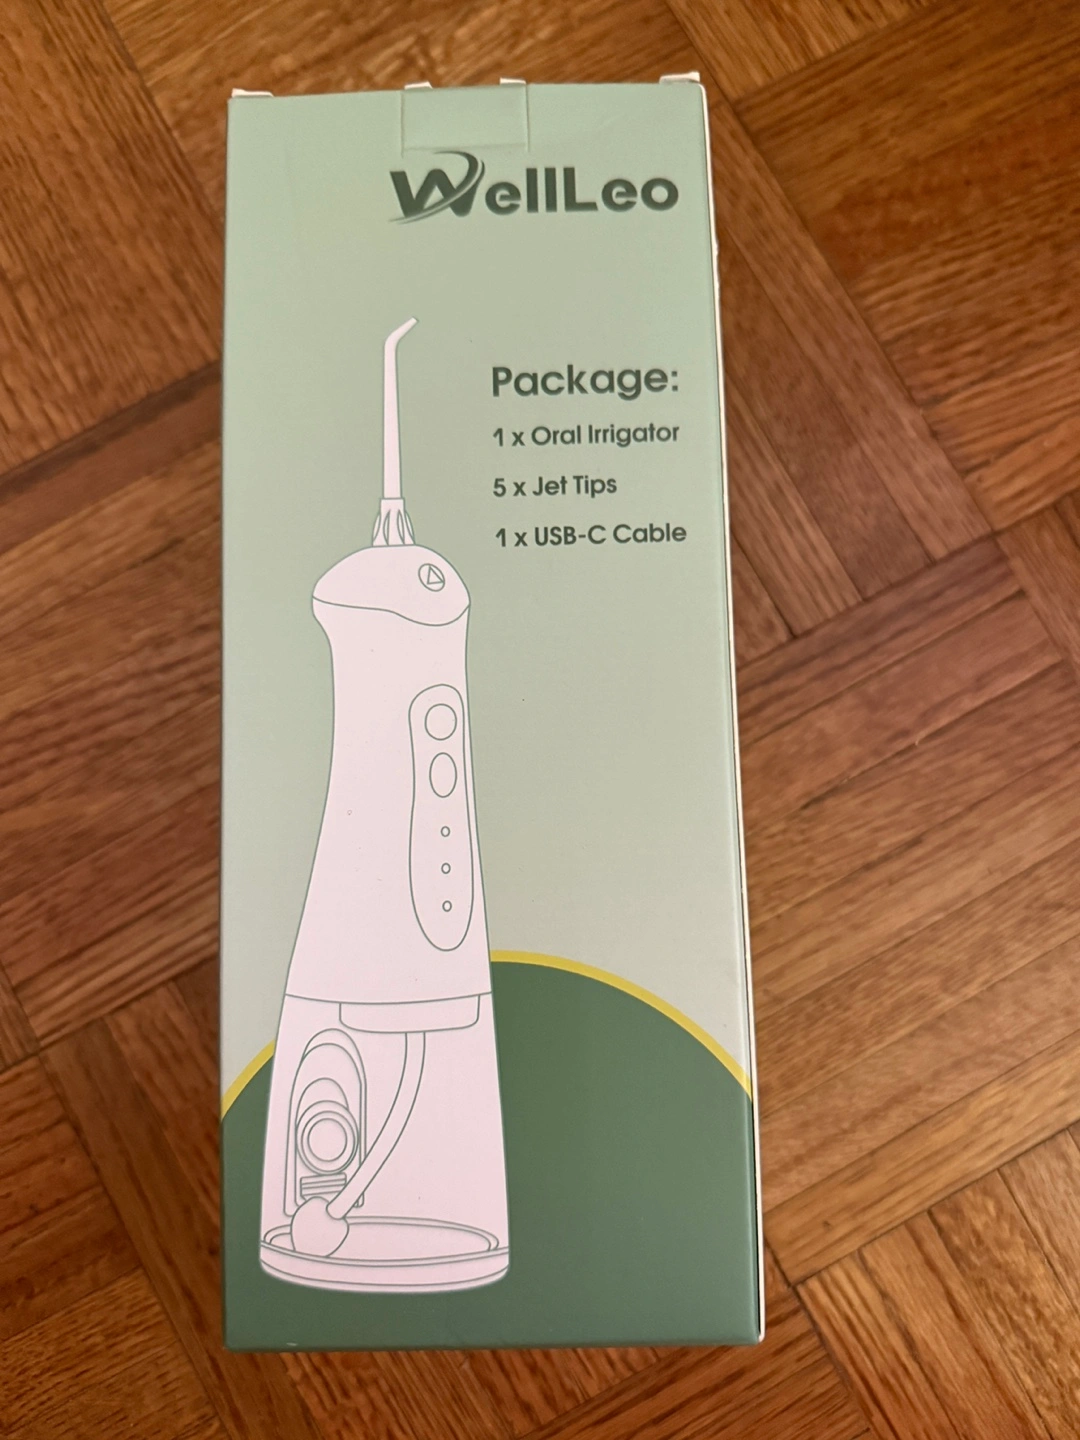 WellLeo
Package:
1 x Oral Irrigator
5 x Jet Tips
1 x USB-C Cable